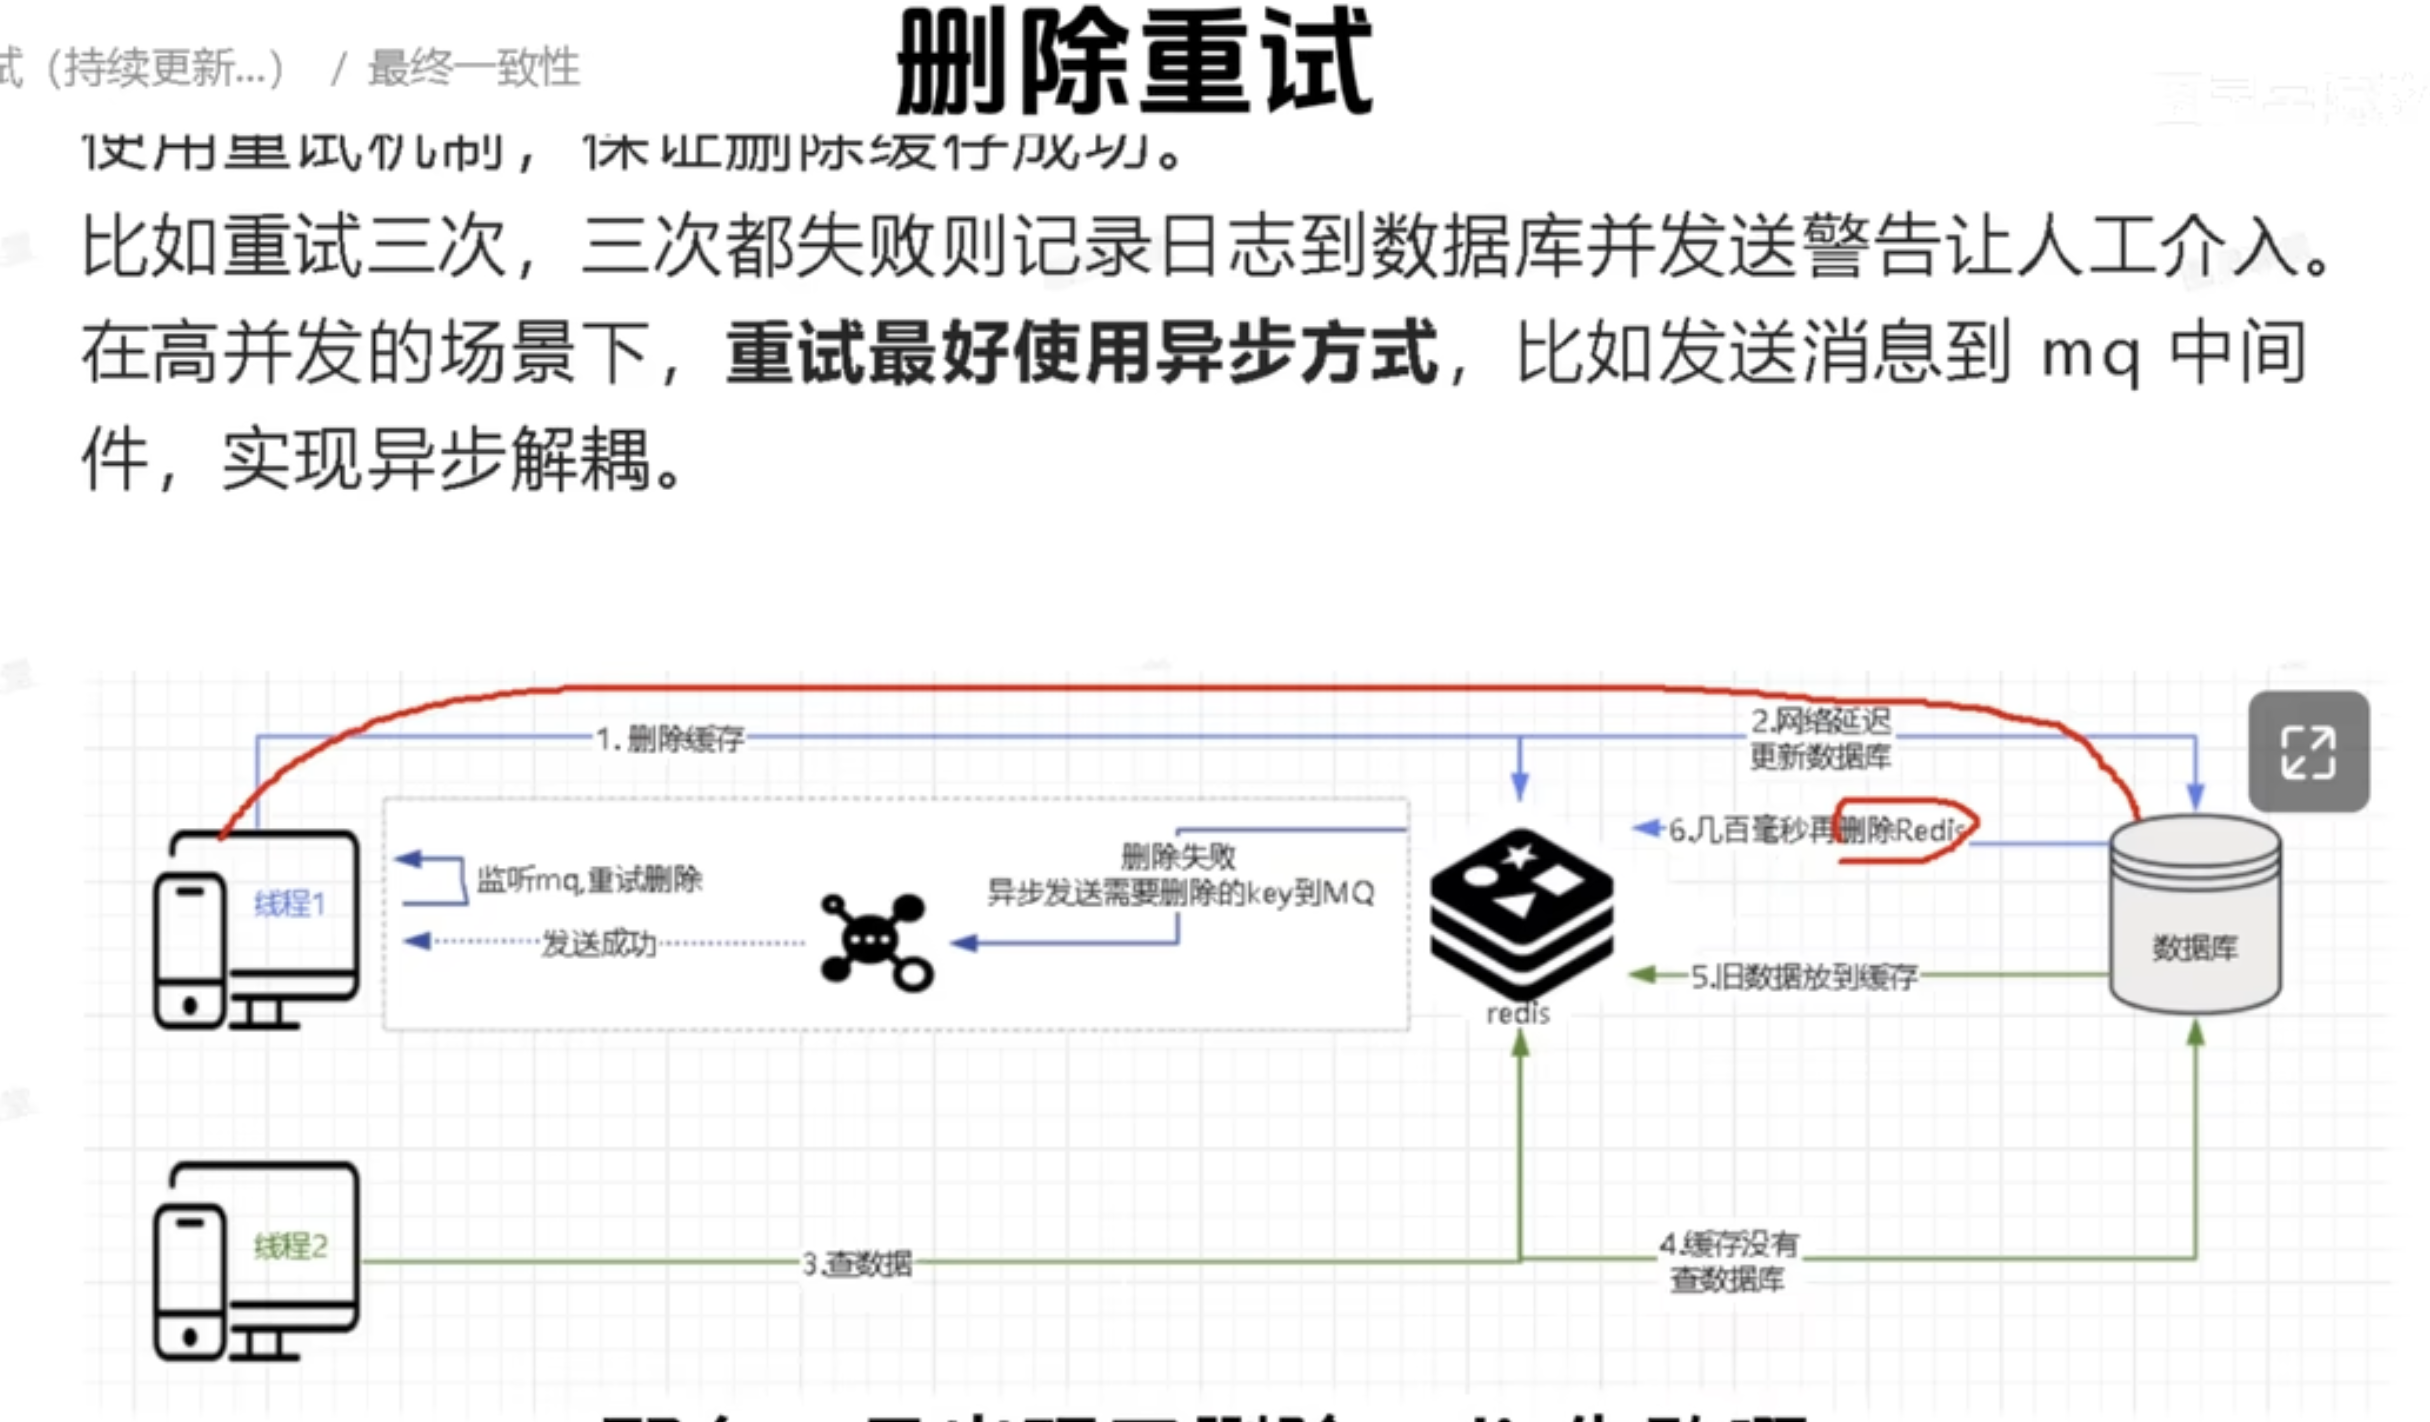 删除重试
试（持续更新...） / 最终一致性
使用重试机制，保证删除缓存成功。
比如重试三次，三次都失败则记录日志到数据库并发送警告让人工介入。
在高并发的场景下，重试最好使用异步方式，比如发送消息到 mq 中间
件，实现异步解耦。
1. 删除缓存
2.网络延迟
更新数据库
6.几百毫秒再删除Redis
删除失败
异步发送需要删除的key到MQ
监听mq,重试删除
线程1
发送成功
数据库
5.旧数据放到缓存
redis
线程2
3.查数据
4.缓存没有
查数据库